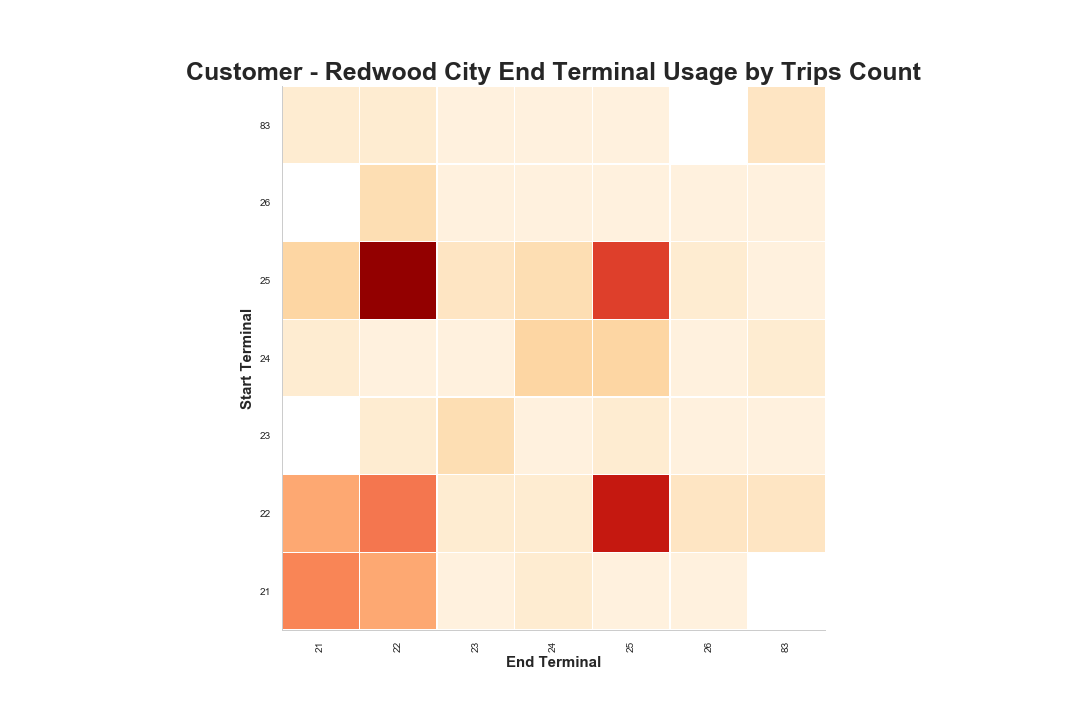 Customer - Redwood City End Terminal Usage by Trips Count
83
26
25
24
23
22
21
Start Terminal
21 22 23 24 25 26 83
End Terminal